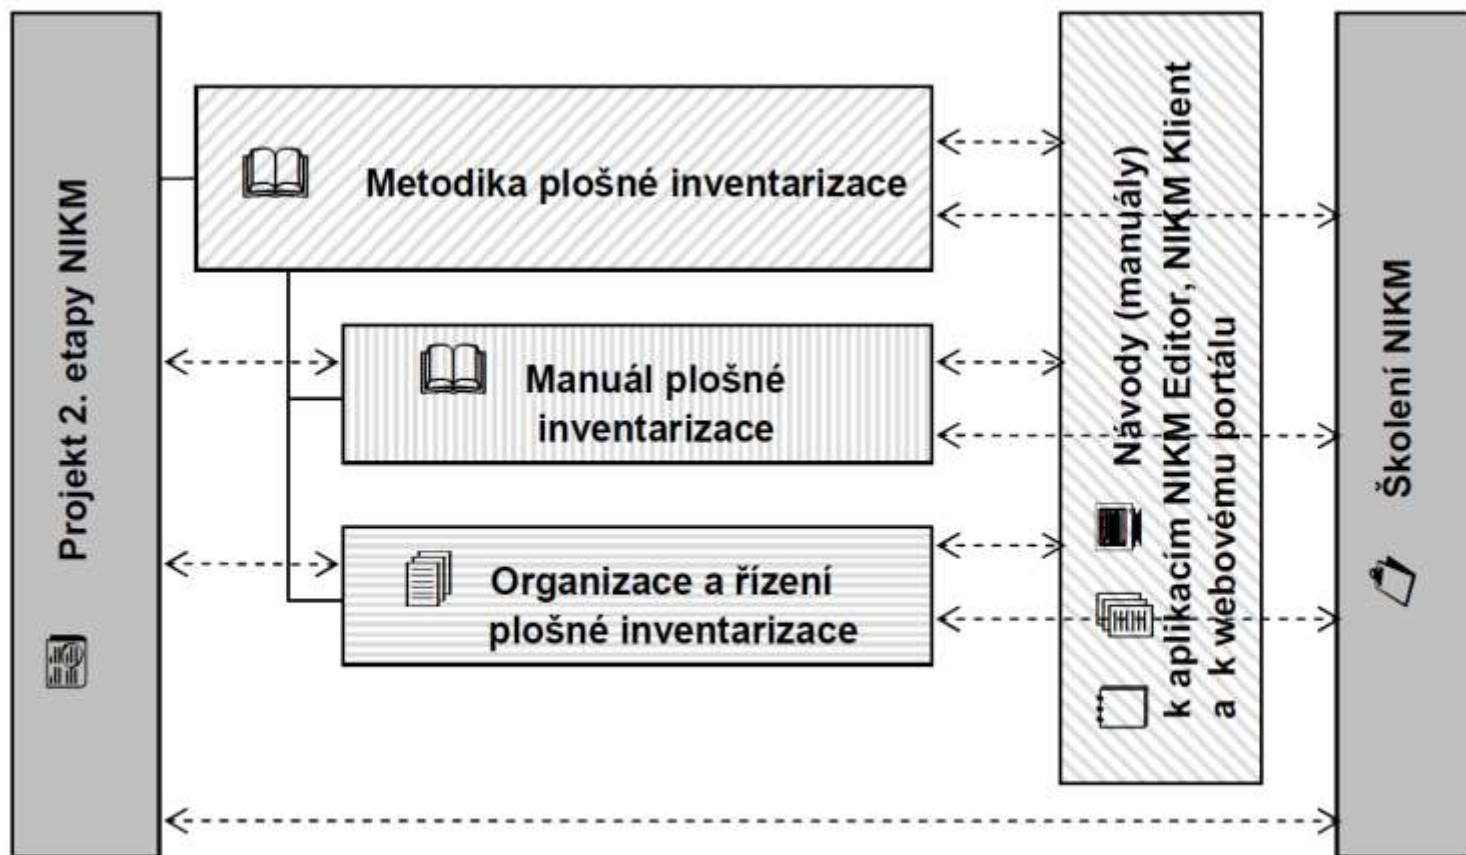 Projekt 2. etapy NIKM
Metodika plošné inventarizace
Manuál plošné
inventarizace
Organizace a řízení
plošné inventarizace
Návody (manuály)
k aplikacím NIKM Editor, NIKM Klient
a k webovému portálu
Školení NIKM